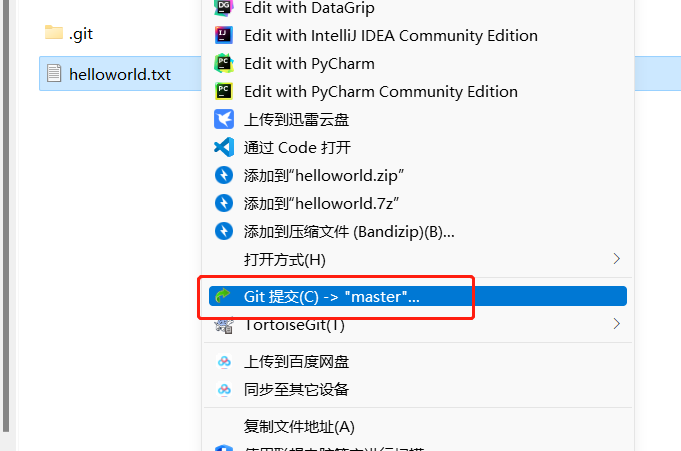 Edit with DataGrip
.git
Edit with IntelliJ IDEA Community Edition
helloworld.txt
Edit with PyCharm
Edit with PyCharm Community Edition
上传到迅雷云盘
通过 Code 打开
添加到“helloworld.zip”
添加到“helloworld.7z”
添加到压缩文件 (Bandizip)(B)...
打开方式(H)
Git 提交(C) -> "master"...
TortoiseGit(T)
上传到百度网盘
同步至其它设备
复制文件地址(A)